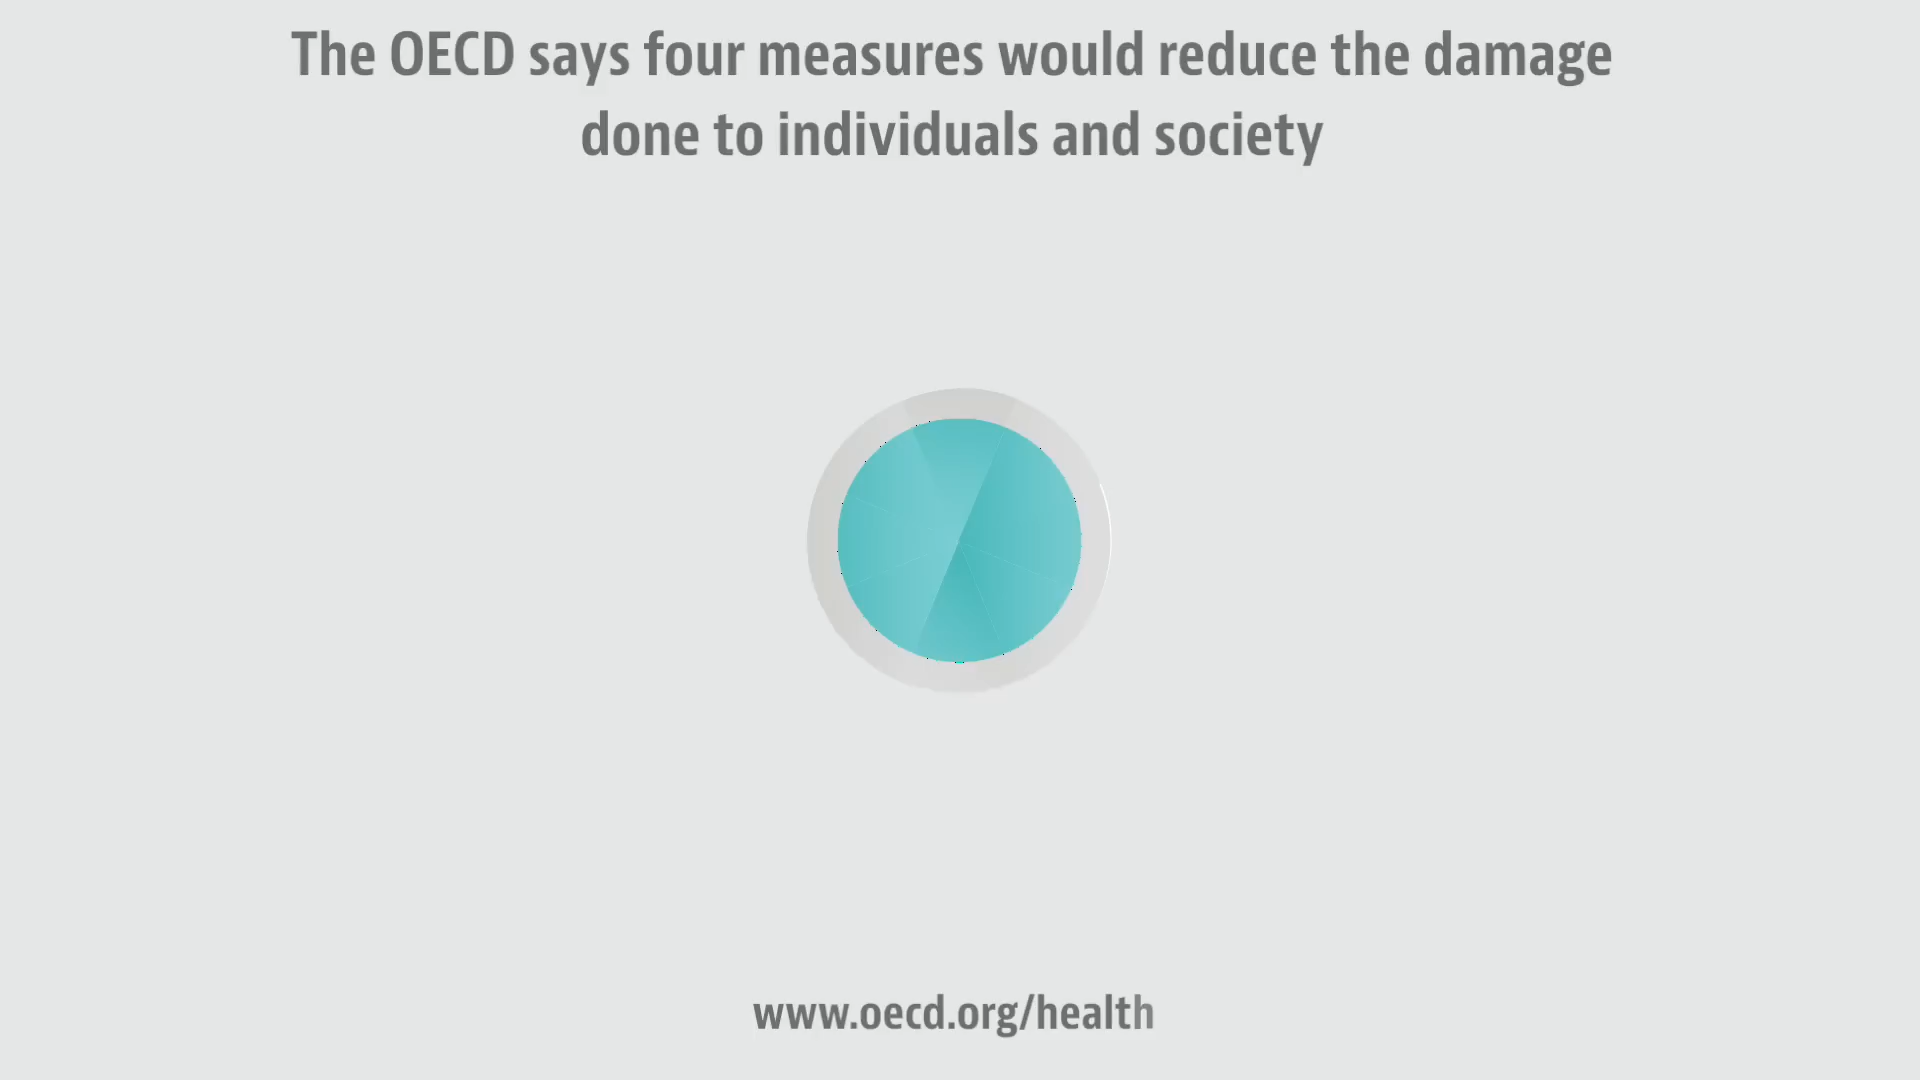 The OECD says four measures would reduce the damage
done to individuals and society
www.oecd.org/health